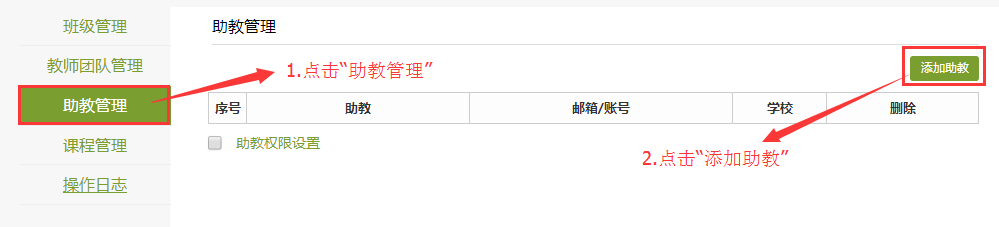 班级管理
教师团队管理
助教管理
课程管理
操作日志
助教管理
1.点击“助教管理”
添加助教
序号 助教 邮箱/账号 学校 删除
助教权限设置
2.点击“添加助教”